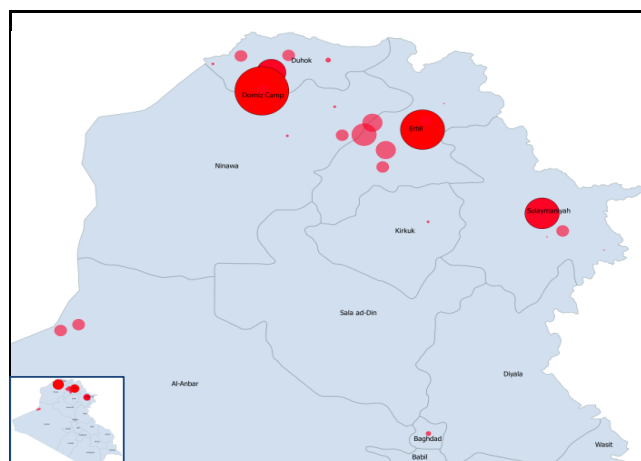 Duhok
Domiz Camp
Erbil
Ninawa
Sulaymaniyah
Kirkuk
Sala ad-Din
Al-Anbar
Diyala
Baghdad
Wasit
Babil